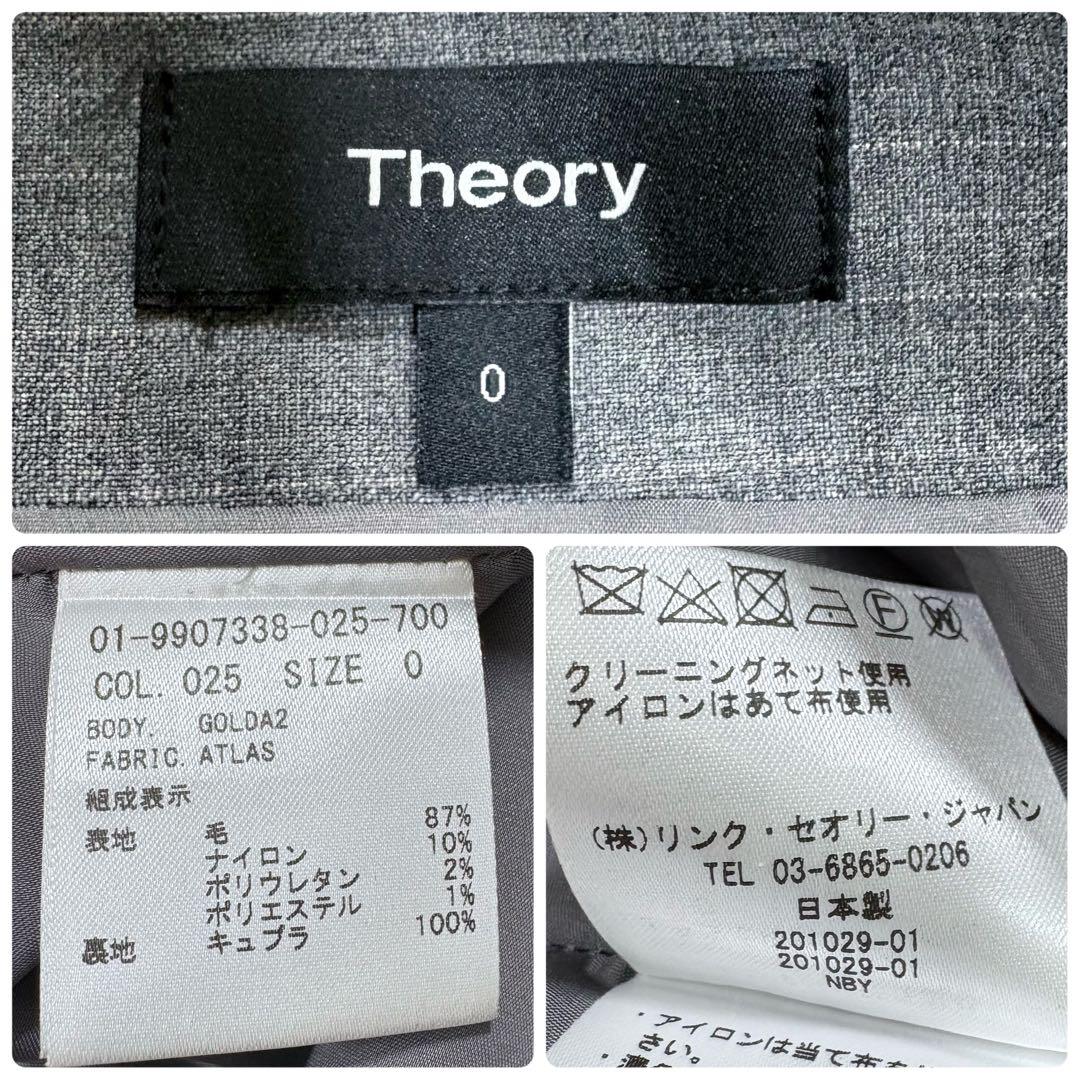 Theory
0
01-9907338-025-700
COL. 025 SIZE 0
BODY. GOLDA2
FABRIC. ATLAS
組成表示
表地 毛 87%
ナイロン 10%
ポリウレタン 2%
ポリエステル 1%
裏地 キュプラ 100%
F
W
クリーニングネット使用
アイロンはあて布使用
(株)リンク・セオリー・ジャパン
TEL 03-6865-0206
日本製
201029-01
201029-01
NBY
・アイロンは当て布を
さい。